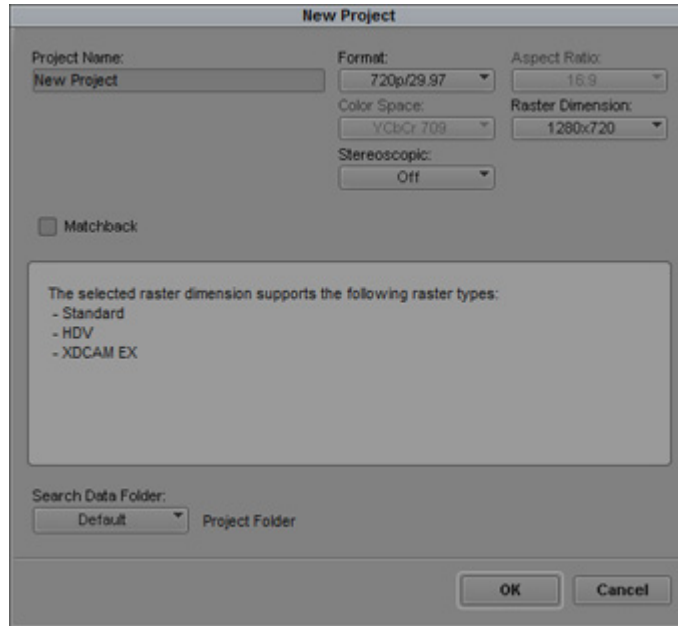 New Project
Project Name:
New Project
Format:
720p/29.97
Aspect Ratio:
16:9
Color Space:
YCbCr 709
Raster Dimension:
1280x720
Stereoscopic:
Off
Matchback
The selected raster dimension supports the following raster types:
- Standard
- HDV
- XDCAM EX
Search Data Folder:
Default
Project Folder
OK
Cancel